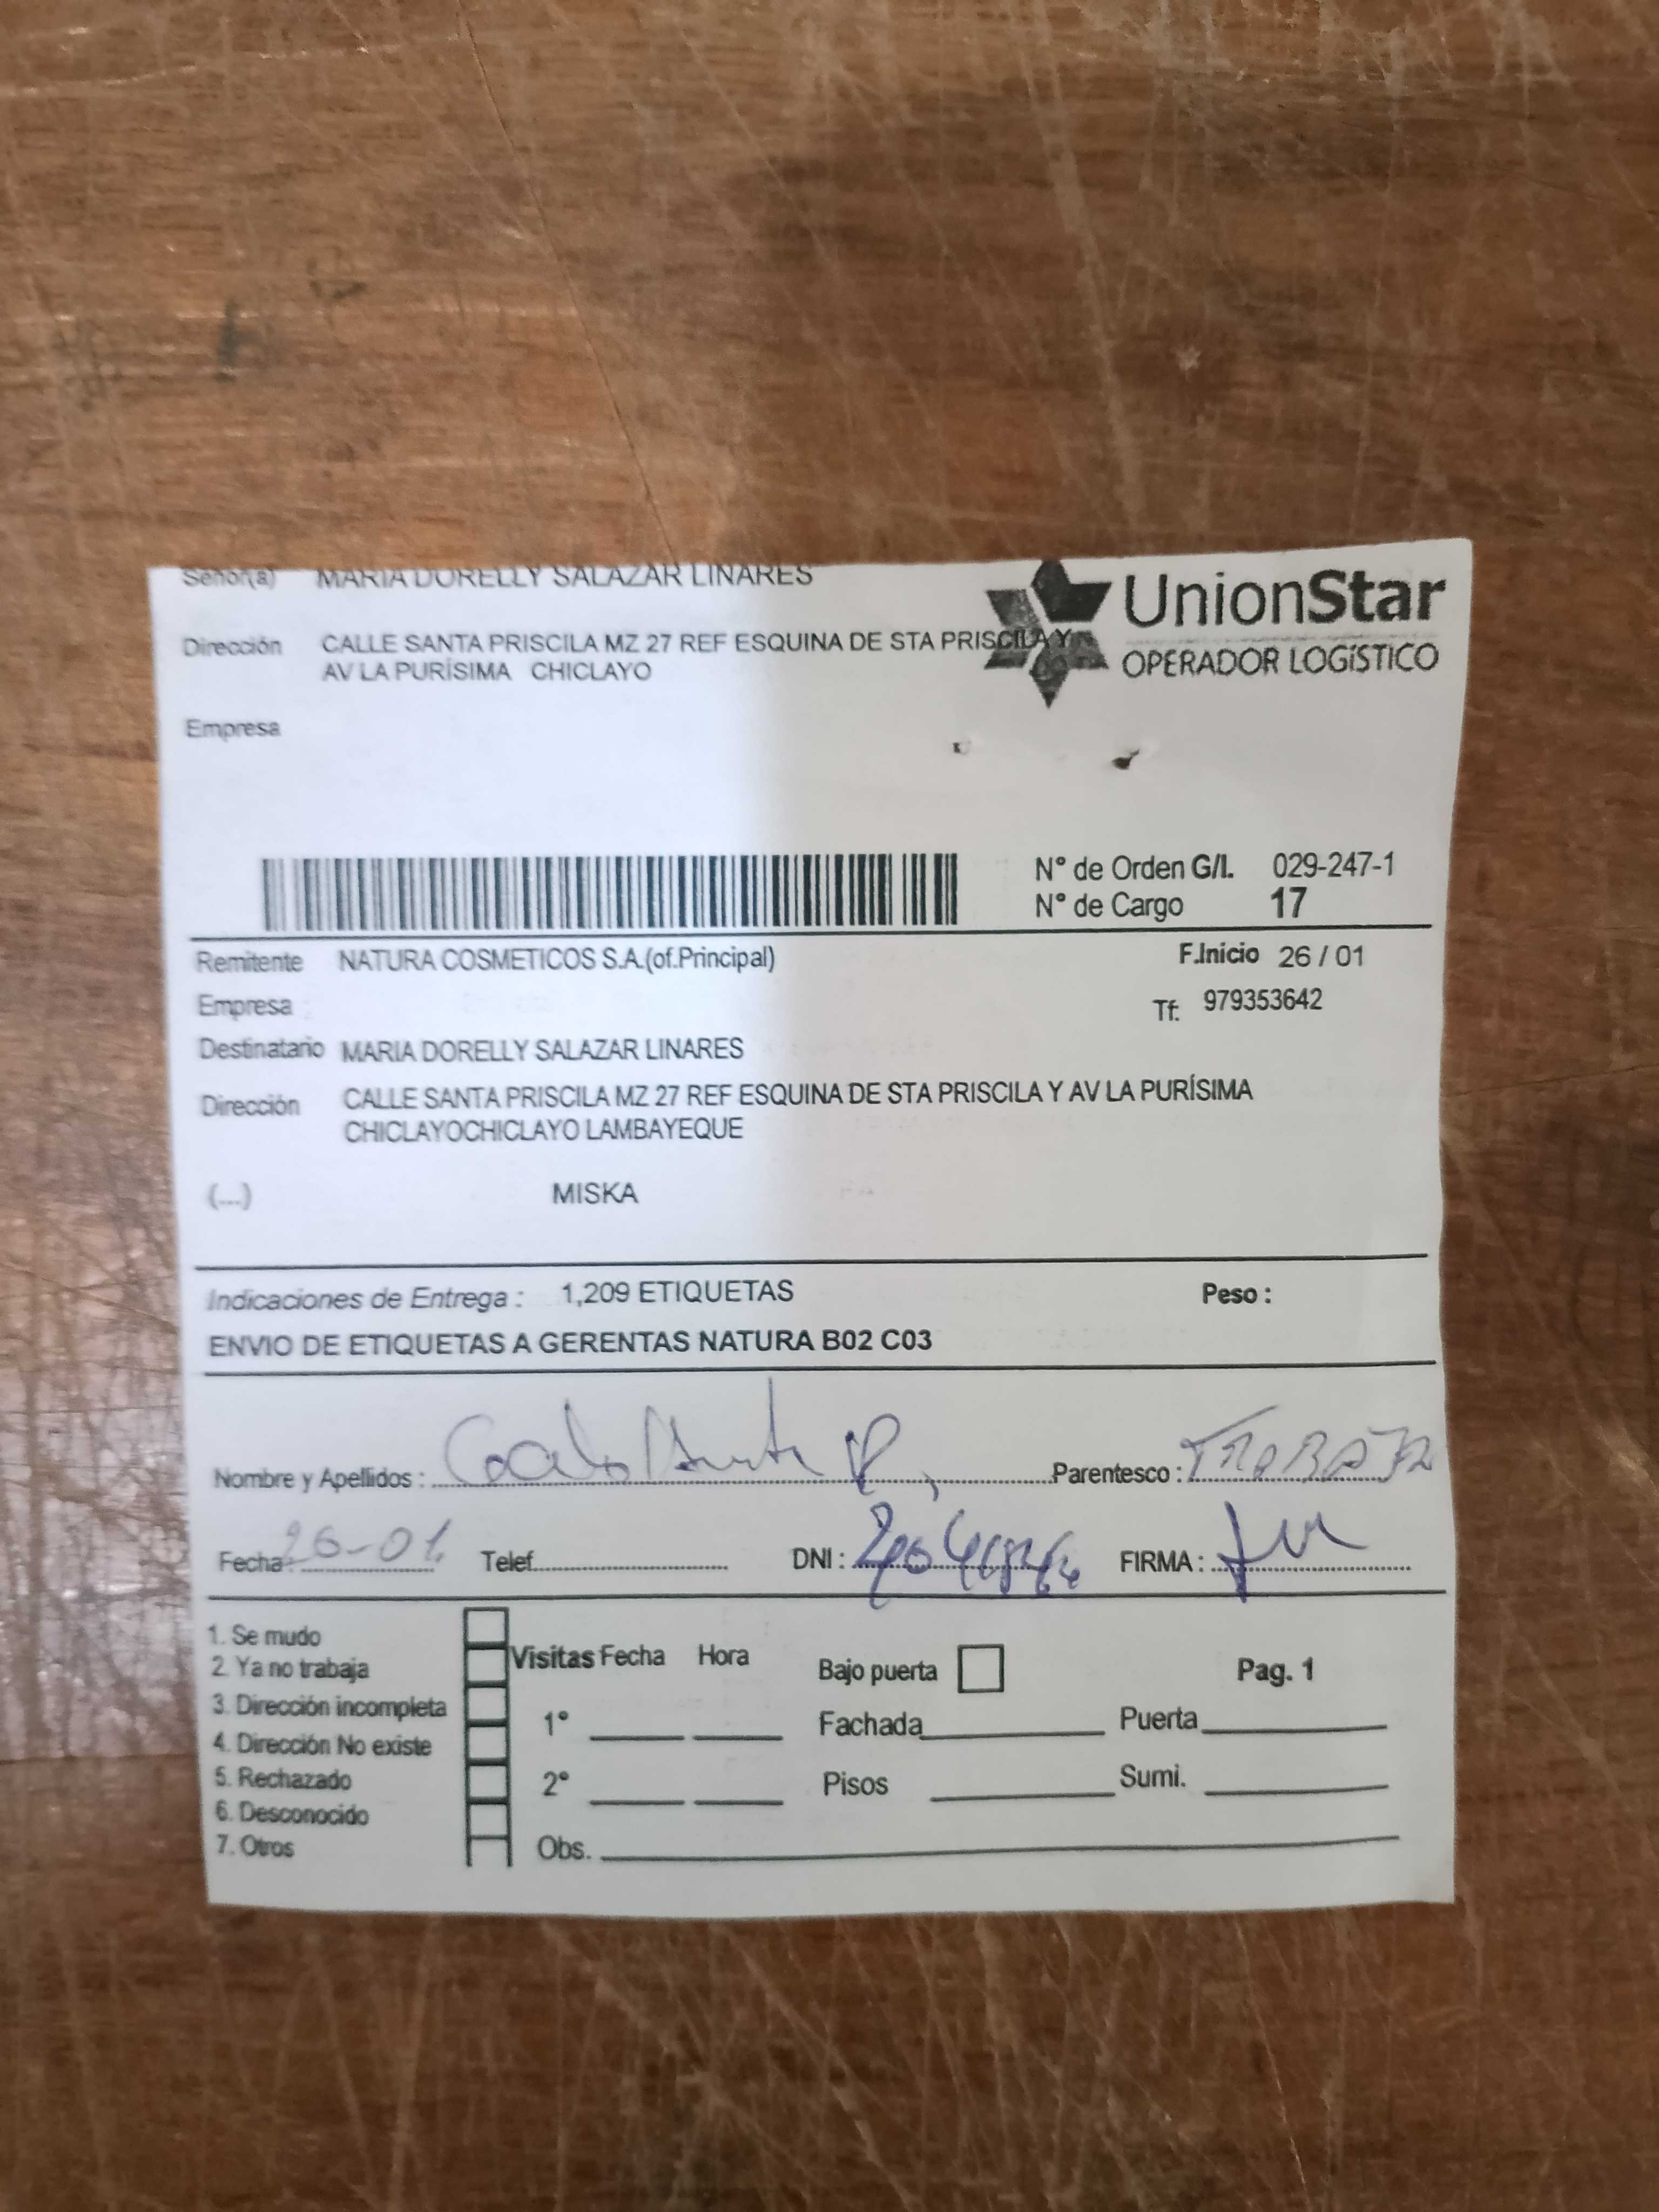 Señor(a) MARIA DORELLY SALAZAR LINARES
UnionStar
OPERADOR LOGÍSTICO
Dirección CALLE SANTA PRISCILA MZ 27 REF ESQUINA DE STA PRISCILA Y
AV LA PURÍSIMA CHICLAYO
Empresa
N° de Orden G/I. 029-247-1
N° de Cargo 17
Remitente NATURA COSMETICOS S.A.(of.Principal) F.Inicio 26 / 01
Empresa : Tf: 979353642
Destinatario MARIA DORELLY SALAZAR LINARES
Dirección CALLE SANTA PRISCILA MZ 27 REF ESQUINA DE STA PRISCILA Y AV LA PURÍSIMA
CHICLAYOCHICLAYO LAMBAYEQUE
(...) MISKA
Indicaciones de Entrega : 1,209 ETIQUETAS Peso :
ENVIO DE ETIQUETAS A GERENTAS NATURA B02 C03
Nombre y Apellidos : Parentesco :
Fecha : 26-01 Telef. DNI : FIRMA :
1. Se mudo
2. Ya no trabaja
3. Dirección incompleta
4. Dirección No existe
5. Rechazado
6. Desconocido
7. Otros
Visitas Fecha Hora
1°
2°
Bajo puerta Pag. 1
Fachada Puerta
Pisos Sumi.
Obs.